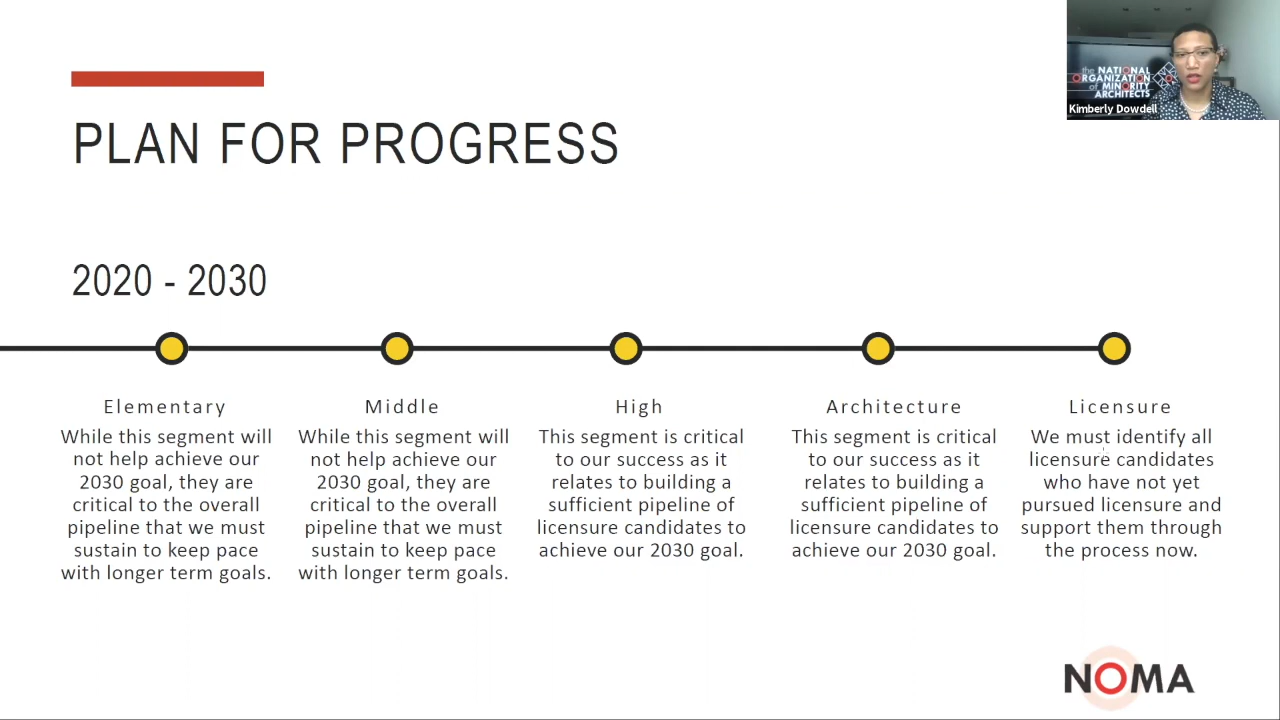 the NATIONAL
ORGANIZATION
of MINORITY
ARCHITECTS
Kimberly Dowdell
PLAN FOR PROGRESS
2020 - 2030
Elementary
While this segment will
not help achieve our
2030 goal, they are
critical to the overall
pipeline that we must
sustain to keep pace
with longer term goals.
Middle
While this segment will
not help achieve our
2030 goal, they are
critical to the overall
pipeline that we must
sustain to keep pace
with longer term goals.
High
This segment is critical
to our success as it
relates to building a
sufficient pipeline of
licensure candidates to
achieve our 2030 goal.
Architecture
This segment is critical
to our success as it
relates to building a
sufficient pipeline of
licensure candidates to
achieve our 2030 goal.
Licensure
We must identify all
licensure candidates
who have not yet
pursued licensure and
support them through
the process now.
NOMA